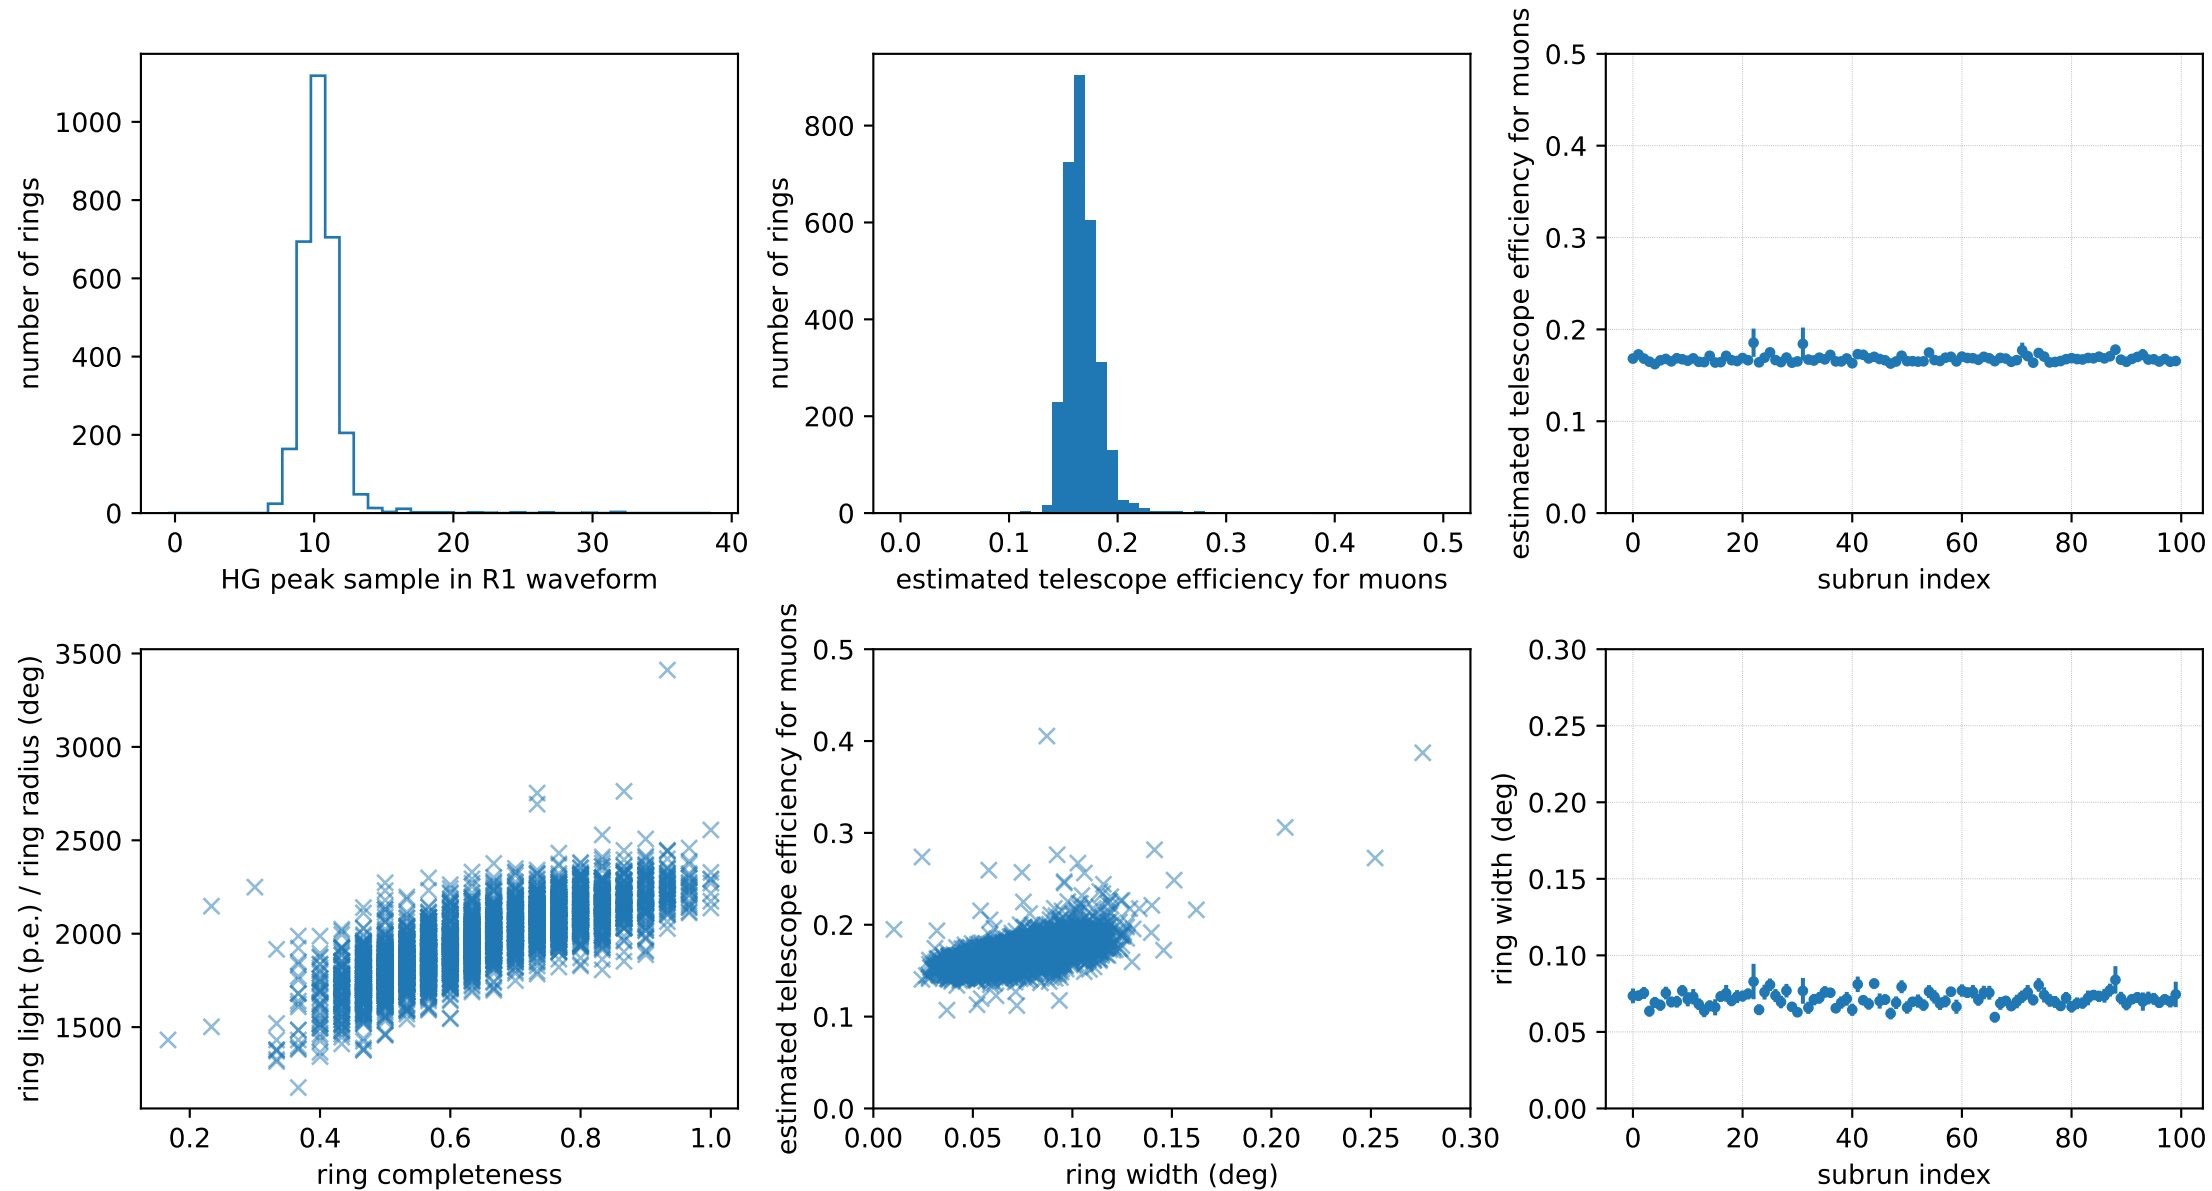 number of rings
1000
800
600
400
200
0
0 10 20 30 40
HG peak sample in R1 waveform
number of rings
800
600
400
200
0
0.0 0.1 0.2 0.3 0.4 0.5
estimated telescope efficiency for muons
estimated telescope efficiency for muons
0.5
0.4
0.3
0.2
0.1
0.0
0 20 40 60 80 100
subrun index
ring light (p.e.) / ring radius (deg)
3500
3000
2500
2000
1500
0.2 0.4 0.6 0.8 1.0
ring completeness
estimated telescope efficiency for muons
0.5
0.4
0.3
0.2
0.1
0.0
0.00 0.05 0.10 0.15 0.20 0.25 0.30
ring width (deg)
ring width (deg)
0.30
0.25
0.20
0.15
0.10
0.05
0.00
0 20 40 60 80 100
subrun index